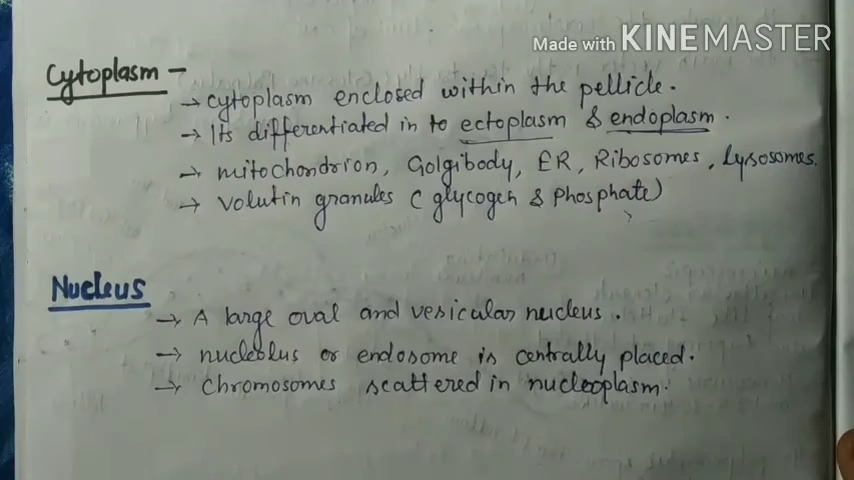 Made with KINEMASTER
Cytoplasm -
→ cytoplasm enclosed within the pellicle.
→ Its differentiated in to ectoplasm & endoplasm.
→ mitochondrion, Golgibody, ER, Ribosomes, Lysosomes.
→ volutin granules ( glycogen & Phosphate)
Nucleus
→ A large oval and vesicular nucleus.
→ nucleolus or endosome is centrally placed.
→ chromosomes scattered in nucleoplasm.